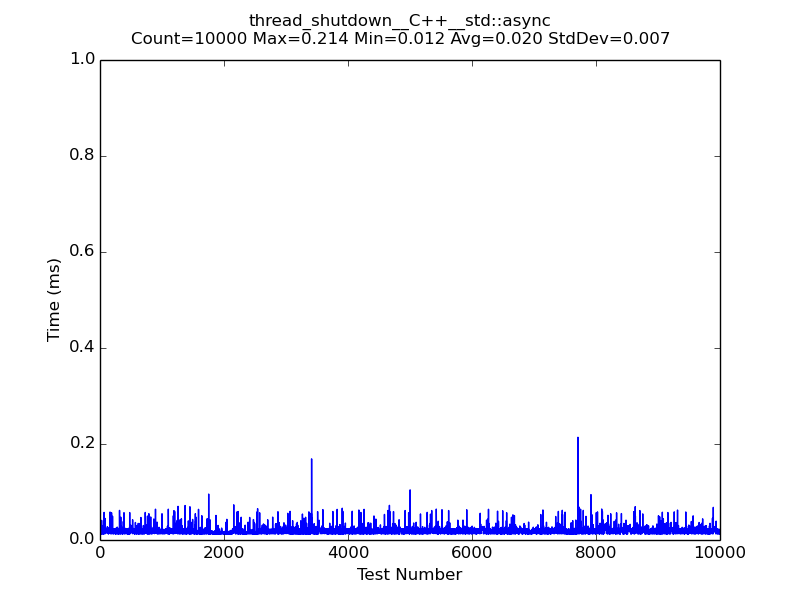 thread_shutdown__C++__std::async
Count=10000 Max=0.214 Min=0.012 Avg=0.020 StdDev=0.007
1.0
0.8
0.6
0.4
0.2
0.0
Time (ms)
0 2000 4000 6000 8000 10000
Test Number